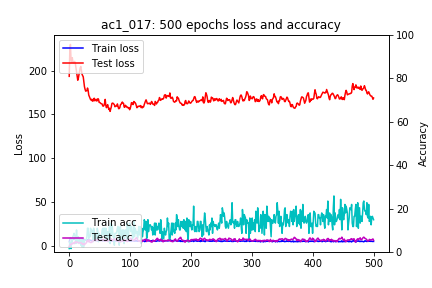 ac1_017: 500 epochs loss and accuracy
Train loss
Test loss
Train acc
Test acc
Loss
Accuracy
200
150
100
50
0
100
80
60
40
20
0
0
100
200
300
400
500